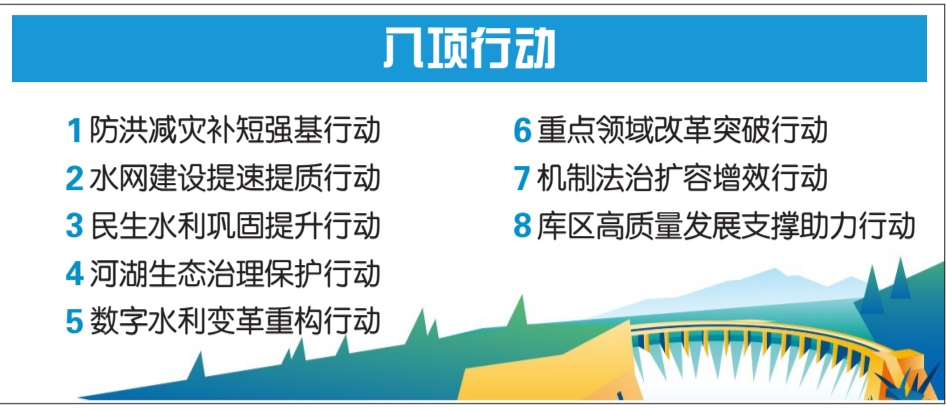 八项行动
1 防洪减灾补短强基行动
2 水网建设提速提质行动
3 民生水利巩固提升行动
4 河湖生态治理保护行动
5 数字水利变革重构行动
6 重点领域改革突破行动
7 机制法治扩容增效行动
8 库区高质量发展支撑助力行动